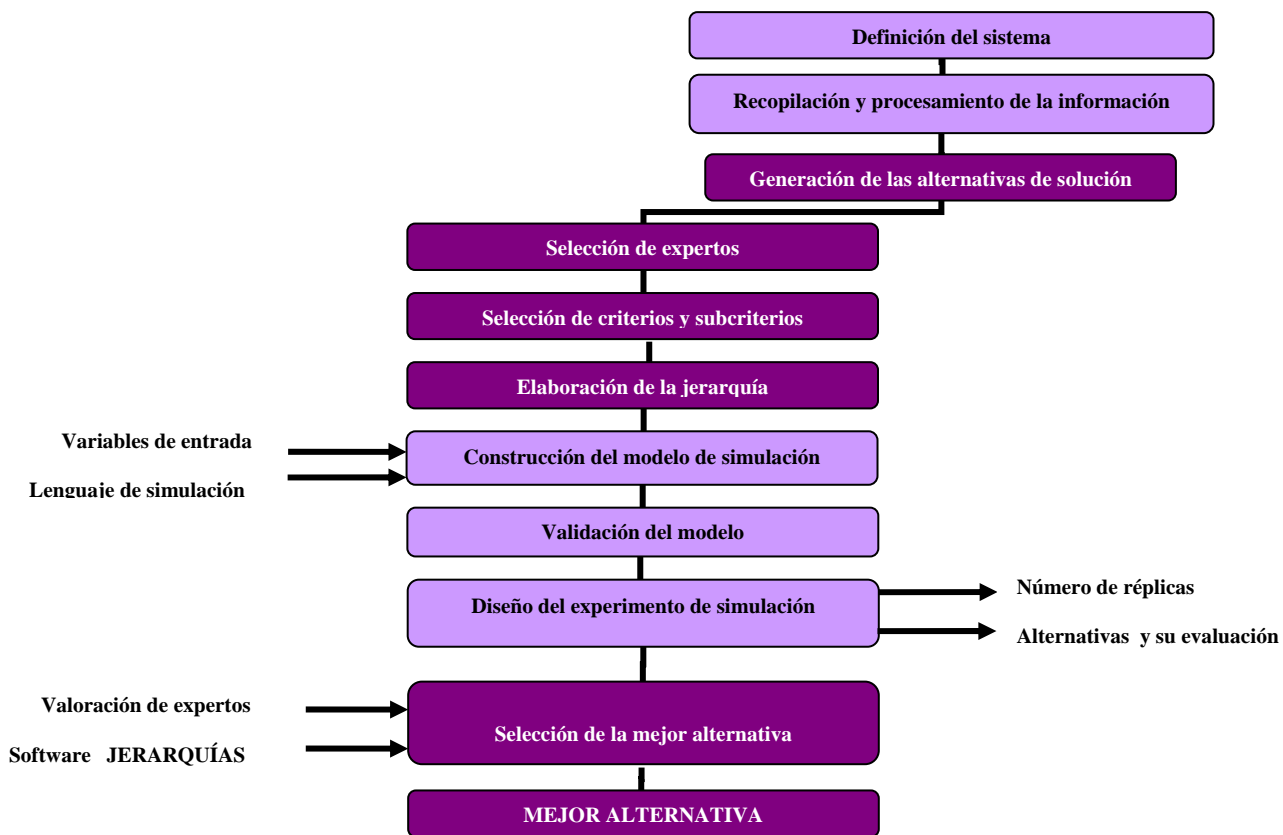 Definición del sistema
Recopilación y procesamiento de la información
Generación de las alternativas de solución
Selección de expertos
Selección de criterios y subcriterios
Elaboración de la jerarquía
Variables de entrada
Lenguaje de simulación
Construcción del modelo de simulación
Validación del modelo
Diseño del experimento de simulación
Número de réplicas
Alternativas y su evaluación
Valoración de expertos
Software JERARQUÍAS
Selección de la mejor alternativa
MEJOR ALTERNATIVA